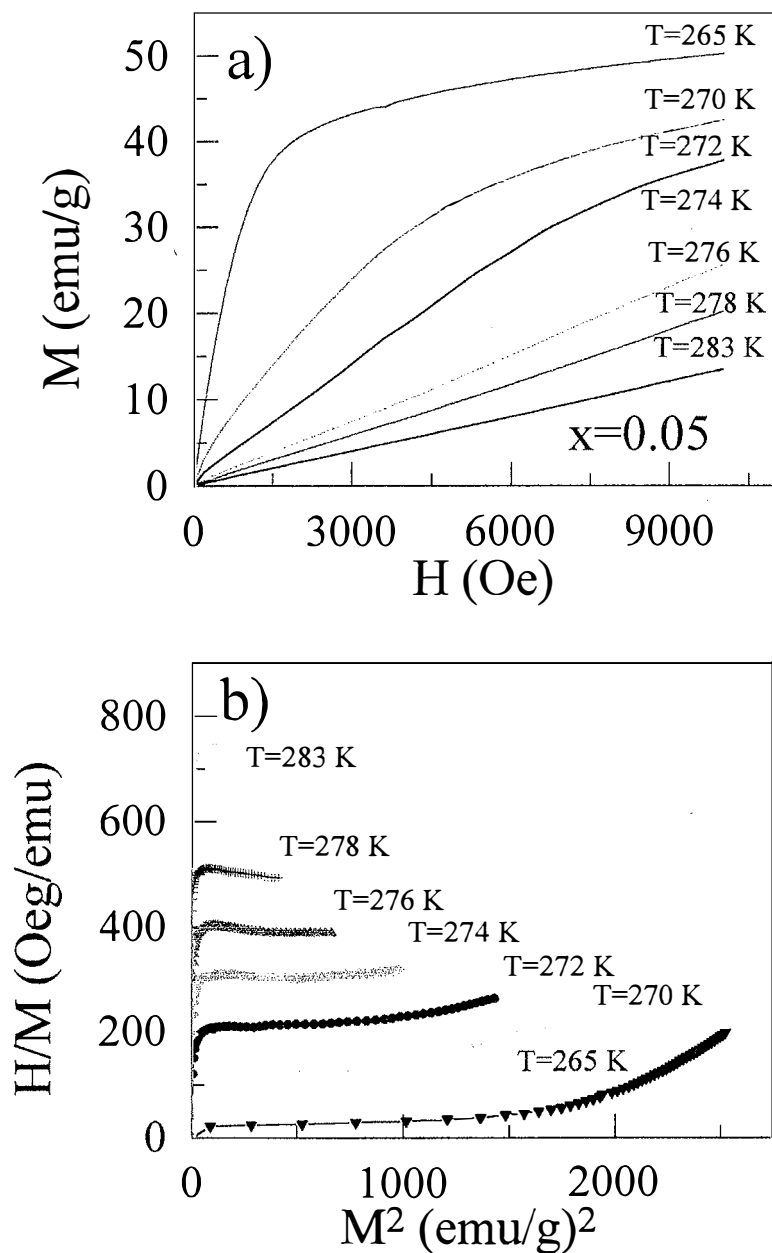 a)
T=265 K
T=270 K
T=272 K
T=274 K
T=276 K
T=278 K
T=283 K
x=0.05
50
40
30
20
10
0
M (emu/g)
0 3000 6000 9000
H (Oe)
b)
T=283 K
T=278 K
T=276 K
T=274 K
T=272 K
T=270 K
T=265 K
800
600
400
200
0
H/M (Oeg/emu)
0 1000 2000
M² (emu/g)²